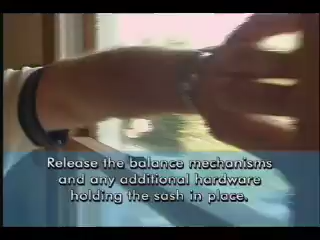 Release the balance mechanisms
and any additional hardware
holding the sash in place.